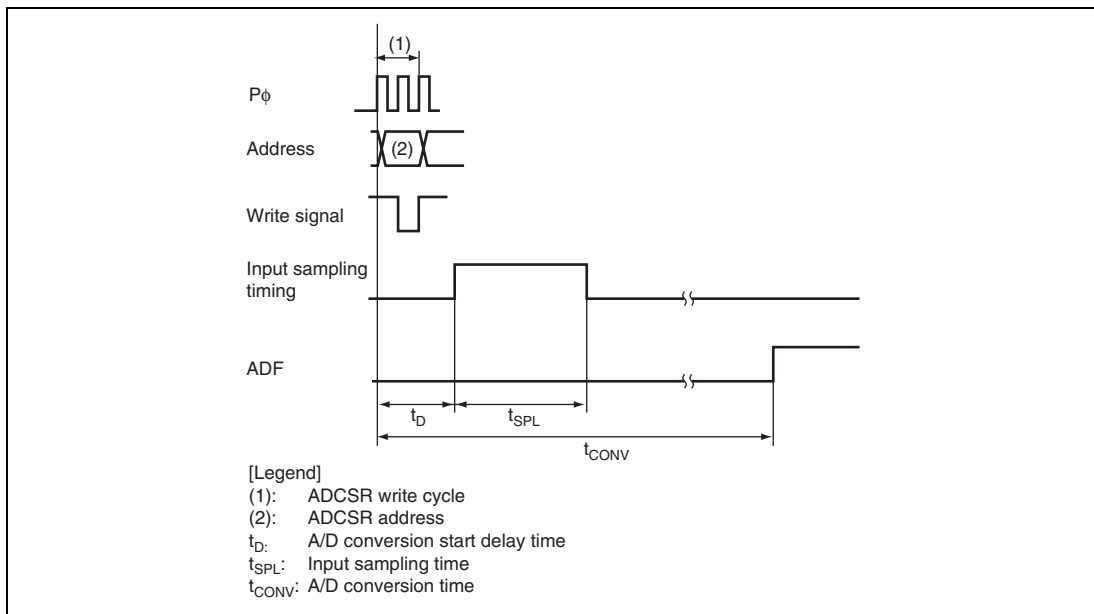 (1)
Pϕ
Address
(2)
Write signal
Input sampling
timing
ADF
tD
tSPL
tCONV
[Legend]
(1): ADCSR write cycle
(2): ADCSR address
tD: A/D conversion start delay time
tSPL: Input sampling time
tCONV: A/D conversion time